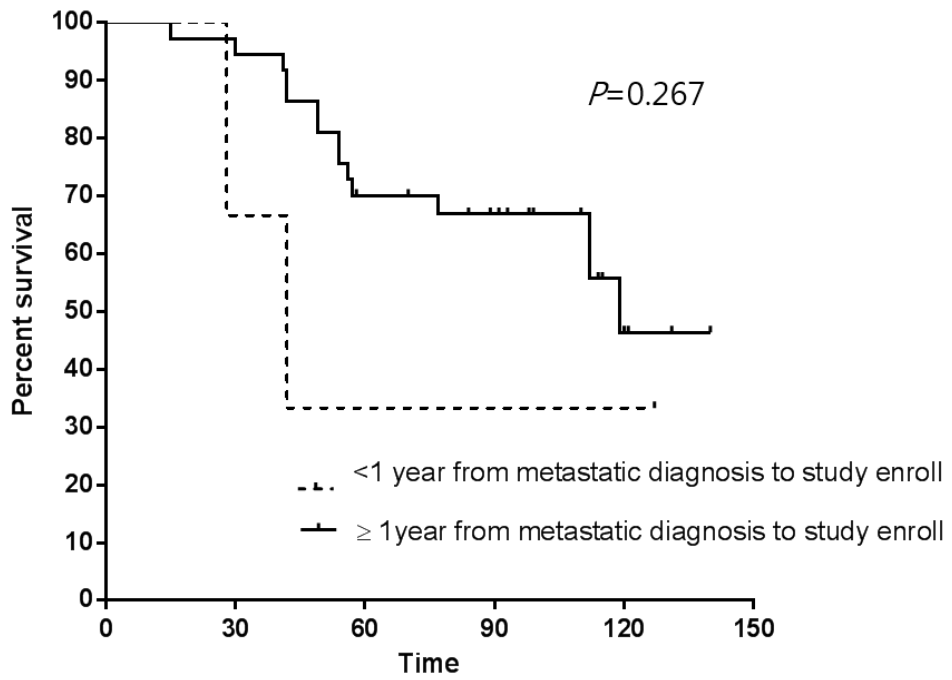 100
90
80
70
60
50
40
30
20
10
0
Percent survival
P=0.267
<1 year from metastatic diagnosis to study enroll
≥ 1year from metastatic diagnosis to study enroll
0 30 60 90 120 150
Time